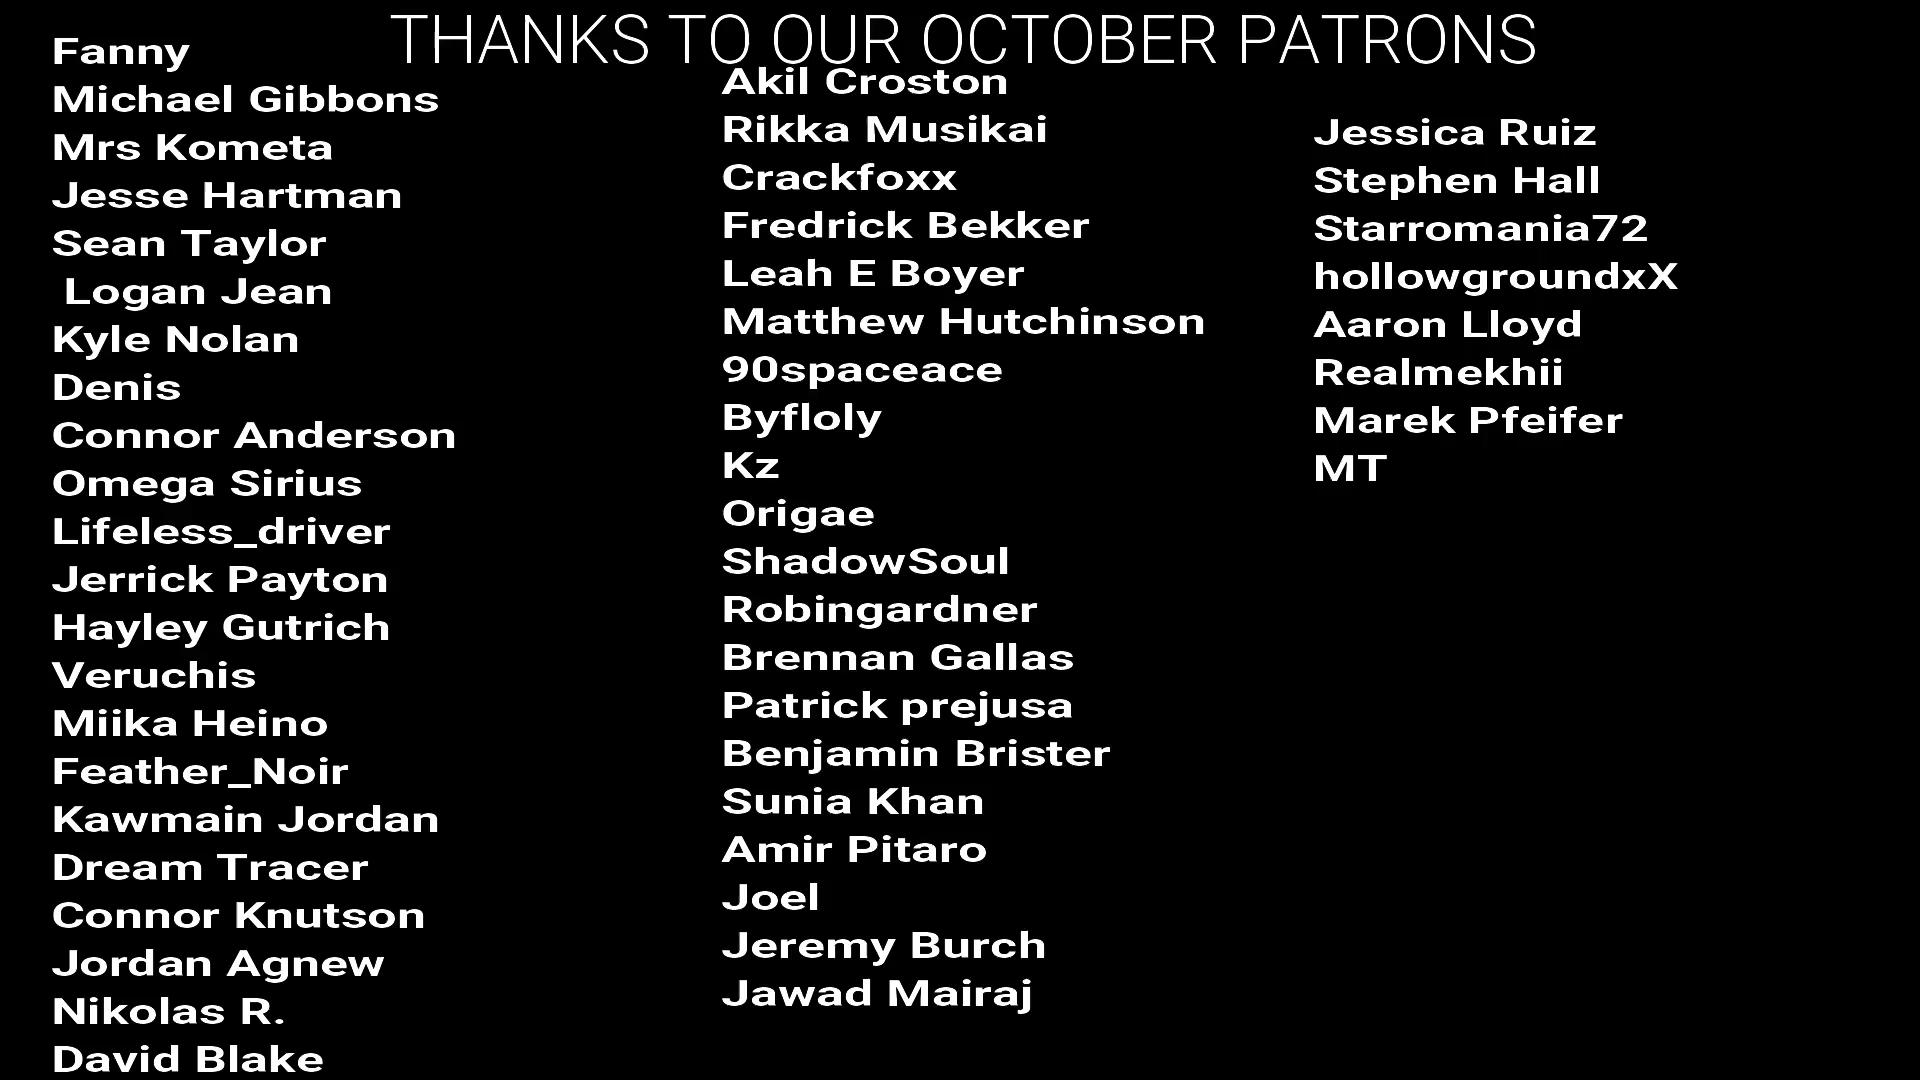 THANKS TO OUR OCTOBER PATRONS
Fanny
Michael Gibbons
Mrs Kometa
Jesse Hartman
Sean Taylor
Logan Jean
Kyle Nolan
Denis
Connor Anderson
Omega Sirius
Lifeless_driver
Jerrick Payton
Hayley Gutrich
Veruchis
Miika Heino
Feather_Noir
Kawmain Jordan
Dream Tracer
Connor Knutson
Jordan Agnew
Nikolas R.
David Blake
Akil Croston
Rikka Musikai
Crackfoxx
Fredrick Bekker
Leah E Boyer
Matthew Hutchinson
90spaceace
Byfloly
Kz
Origae
ShadowSoul
Robingardner
Brennan Gallas
Patrick prejusa
Benjamin Brister
Sunia Khan
Amir Pitaro
Joel
Jeremy Burch
Jawad Mairaj
Jessica Ruiz
Stephen Hall
Starromania72
hollowgroundxX
Aaron Lloyd
Realmekhii
Marek Pfeifer
MT